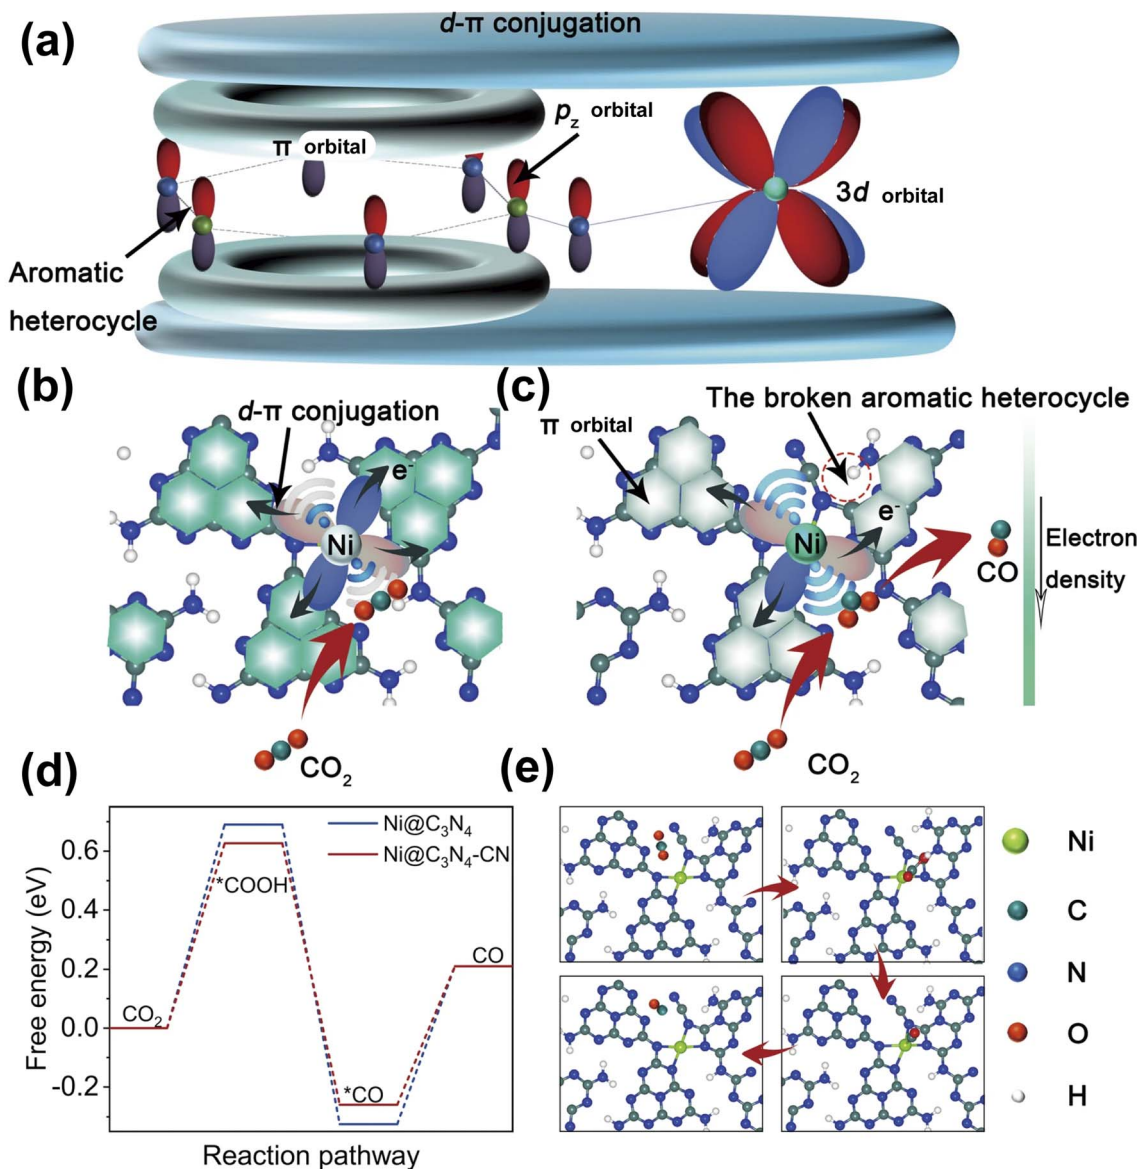 (a)
d-π conjugation
π orbital
p_z orbital
3d orbital
Aromatic
heterocycle
(b)
d-π conjugation
e⁻
Ni
CO₂
(c)
The broken aromatic heterocycle
π orbital
e⁻
Ni
CO
Electron
density
CO₂
(d)
Ni@C₃N₄
Ni@C₃N₄-CN
0.6
0.4
0.2
0.0
-0.2
Free energy (eV)
CO₂
*COOH
*CO
CO
Reaction pathway
(e)
Ni
C
N
O
H